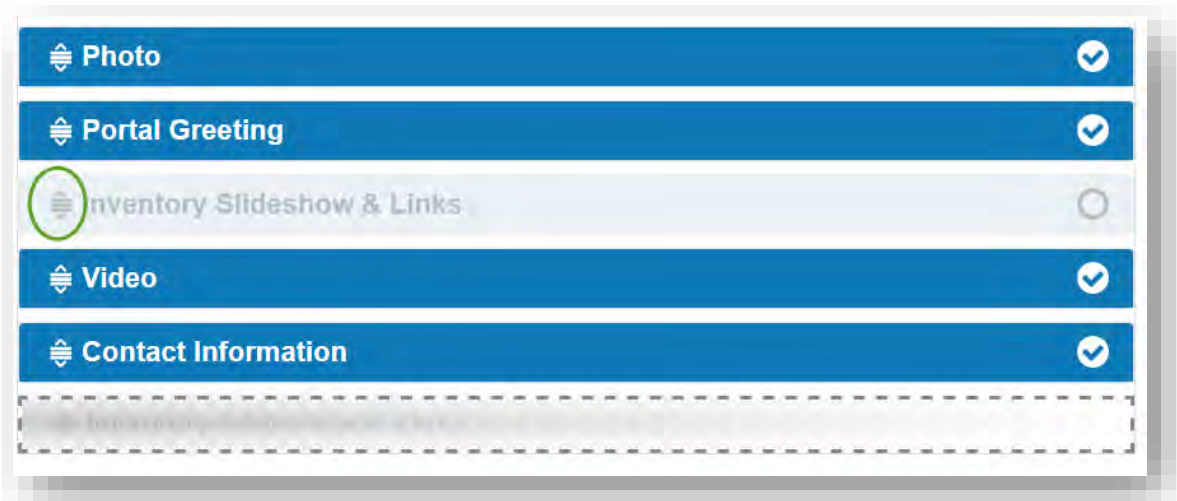 Photo
Portal Greeting
nventory Slideshow & Links
Video
Contact Information